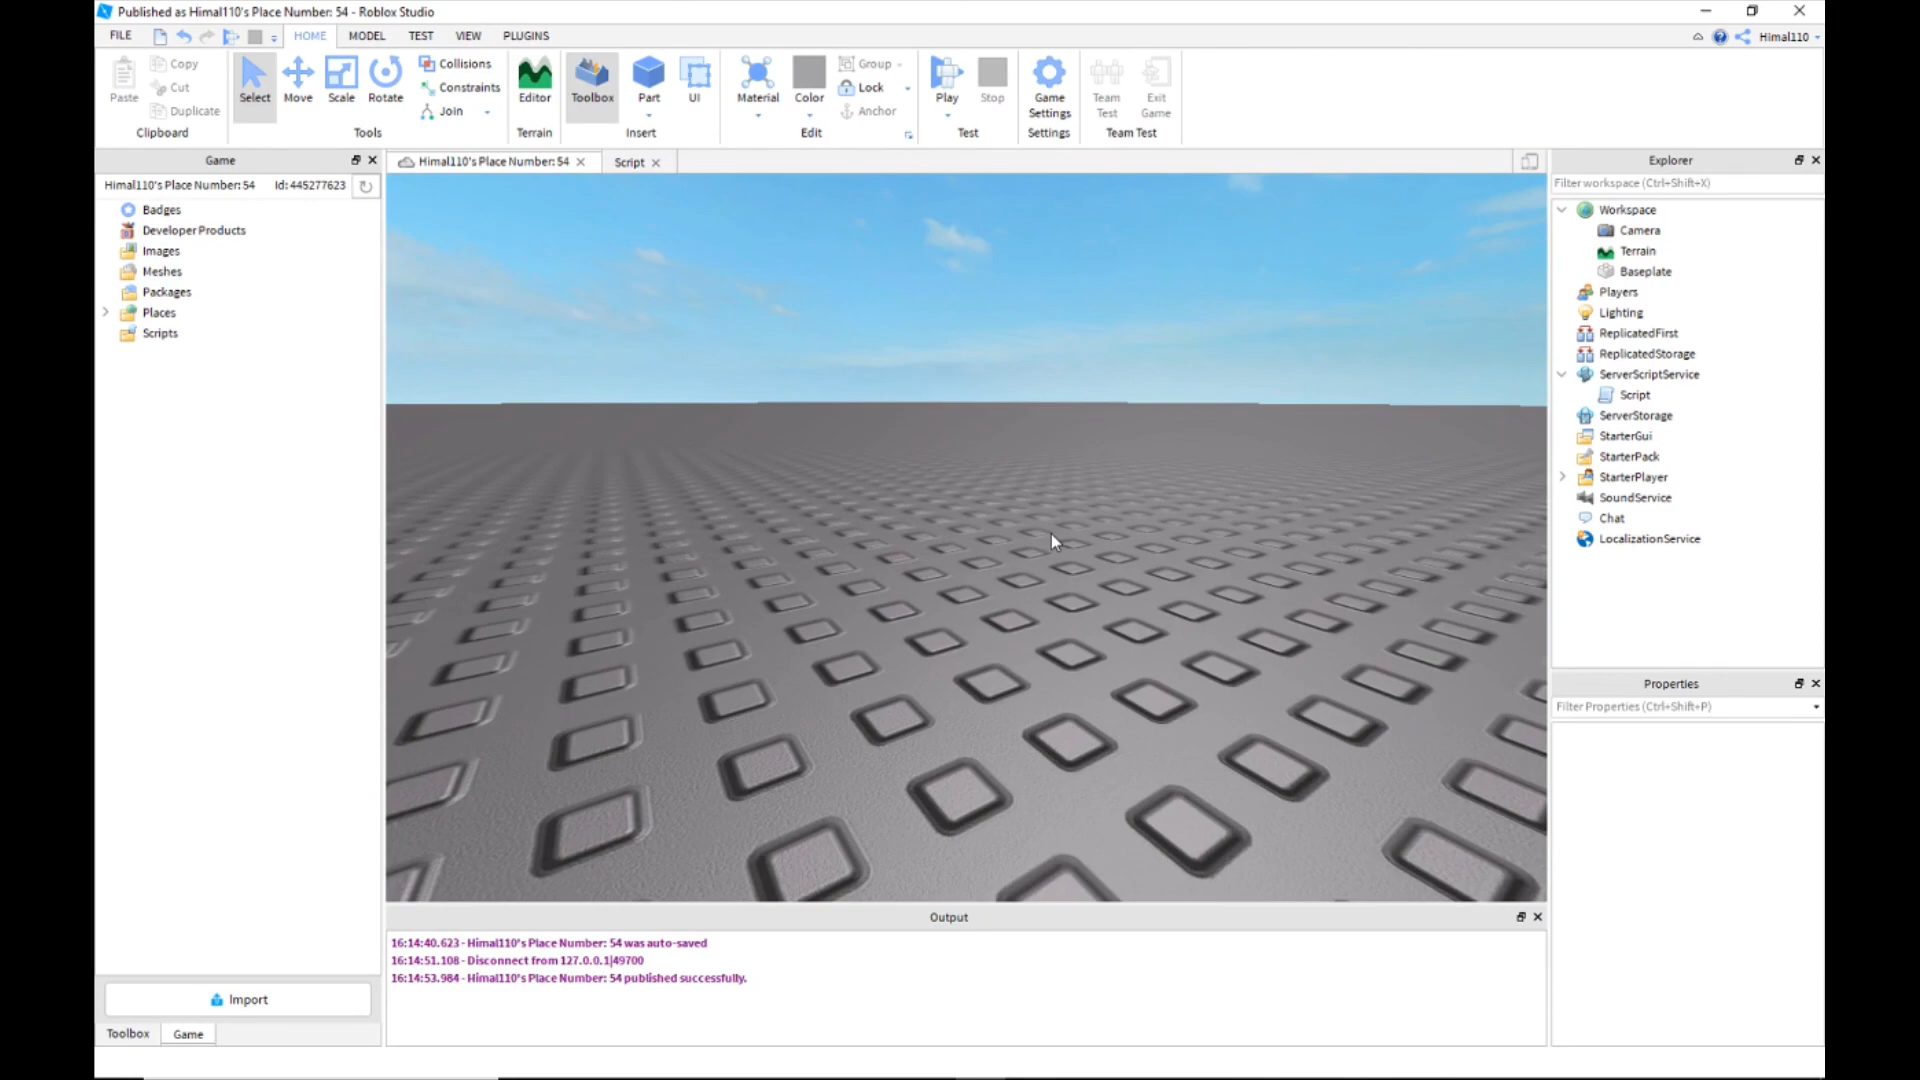 Published as Himal110's Place Number: 54 - Roblox Studio
FILE HOME MODEL TEST VIEW PLUGINS Himal110
Paste Copy Cut Duplicate Clipboard
Select Move Scale Rotate Collisions Constraints Join Tools
Editor Terrain
Toolbox Part UI Insert
Material Color Group Lock Anchor Edit
Play Stop Test
Game Settings Settings
Team Test Exit Game Team Test
Game
Himal110's Place Number: 54 Id: 445277623
Badges
Developer Products
Images
Meshes
Packages
Places
Scripts
Import
Toolbox Game
Himal110's Place Number: 54 Script
Output
16:14:40.623 - Himal110's Place Number: 54 was auto-saved
16:14:51.108 - Disconnect from 127.0.0.1|49700
16:14:53.984 - Himal110's Place Number: 54 published successfully.
Explorer
Filter workspace (Ctrl+Shift+X)
Workspace
Camera
Terrain
Baseplate
Players
Lighting
ReplicatedFirst
ReplicatedStorage
ServerScriptService
Script
ServerStorage
StarterGui
StarterPack
StarterPlayer
SoundService
Chat
LocalizationService
Properties
Filter Properties (Ctrl+Shift+P)